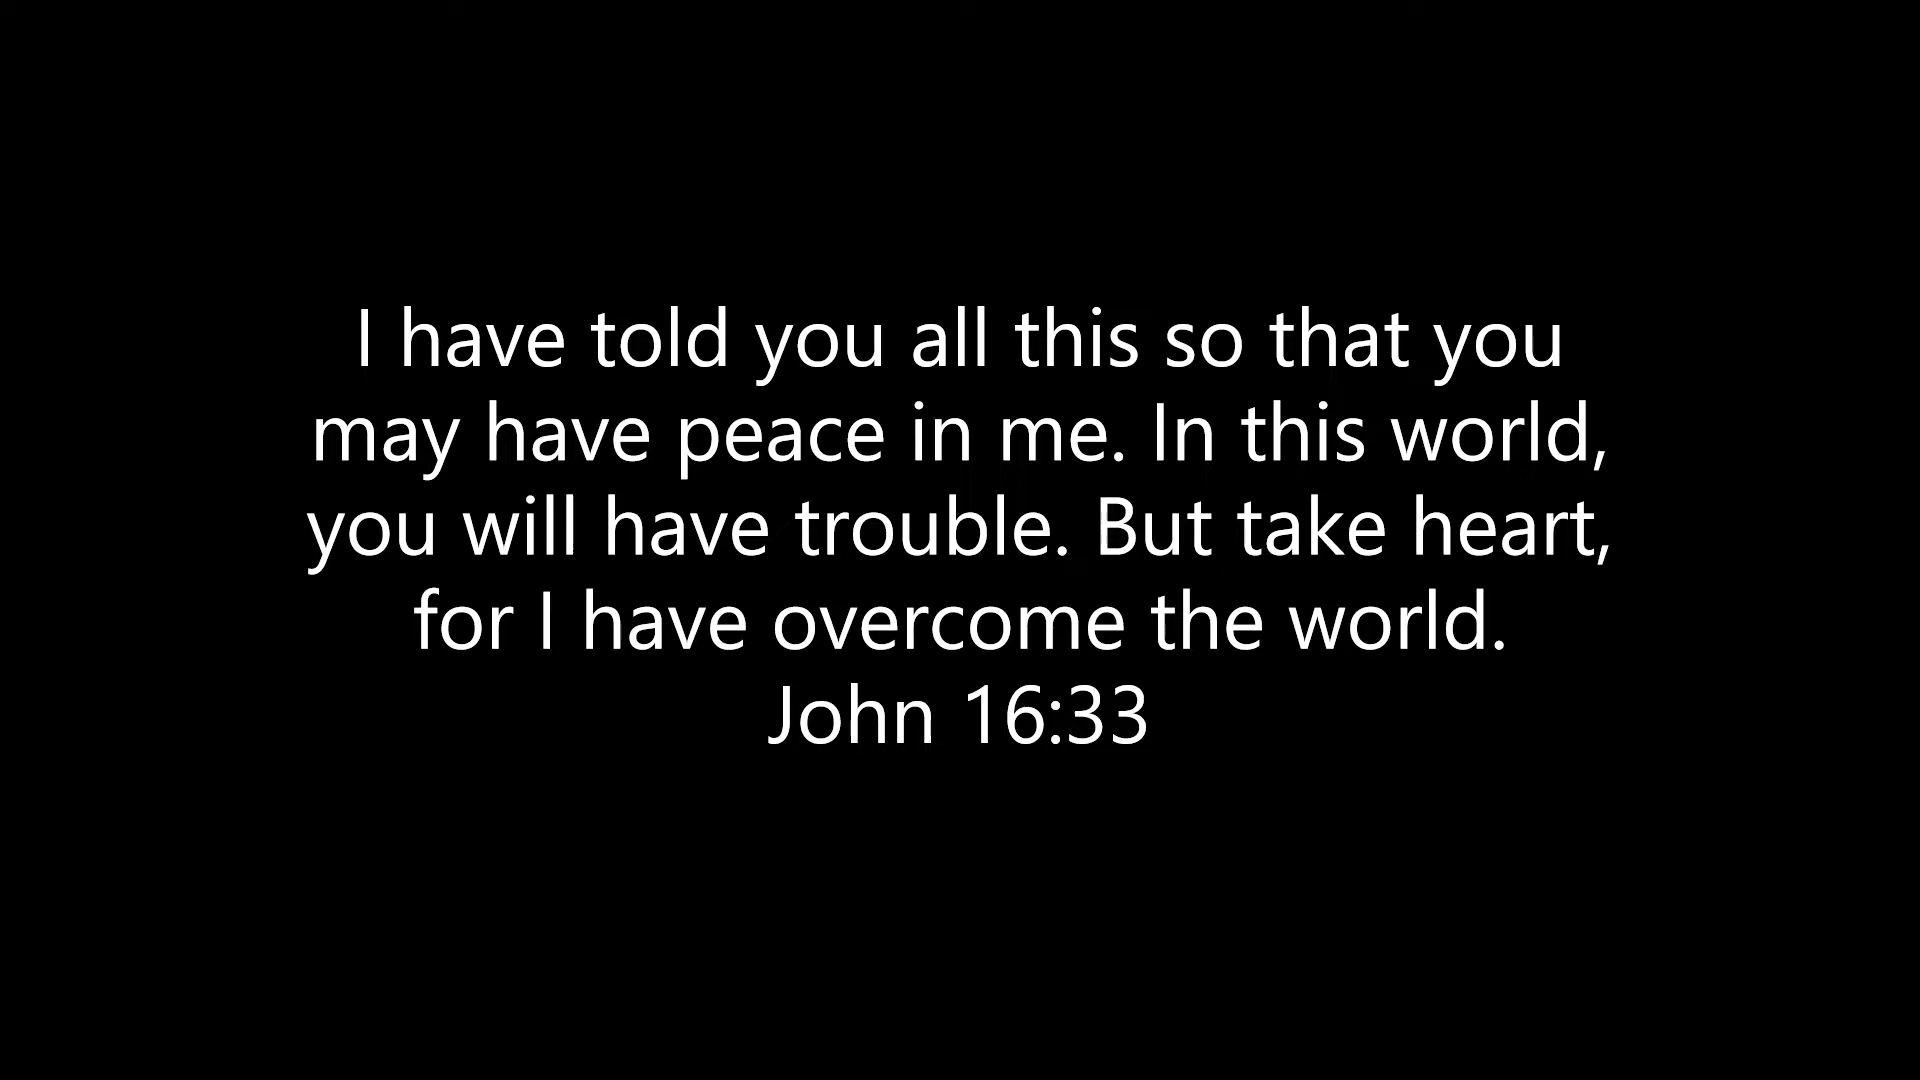 I have told you all this so that you
may have peace in me. In this world,
you will have trouble. But take heart,
for I have overcome the world.
John 16:33